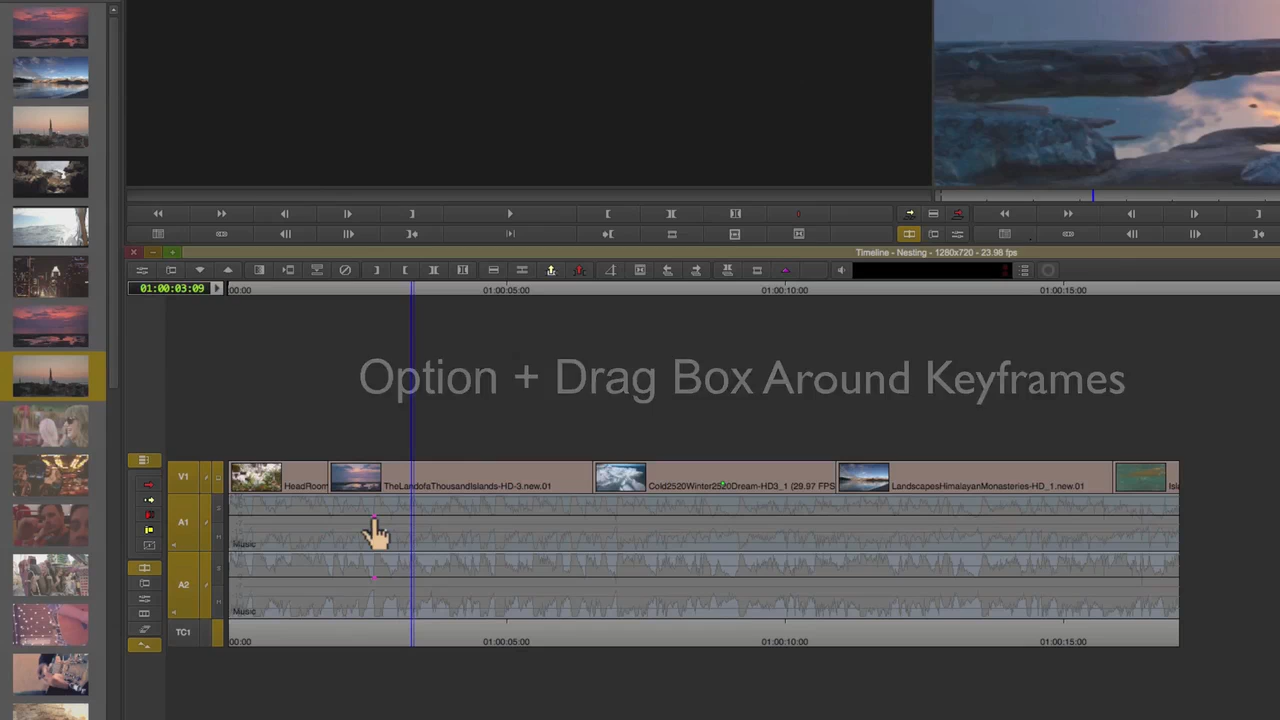 Timeline - Nesting - 1280x720 - 23.98 fps
01:00:03:09
00:00
01:00:05:00
01:00:10:00
01:00:15:00
Option + Drag Box Around Keyframes
V1
HeadRoom
TheLandofaThousandIslands-HD-3.new.01
Cold2520Winter2520Dream-HD3_1 (29.97 FPS
LandscapesHimalayanMonasteries-HD_1.new.01
Isl
A1
Music
A2
Music
TC1
00:00
01:00:05:00
01:00:10:00
01:00:15:00